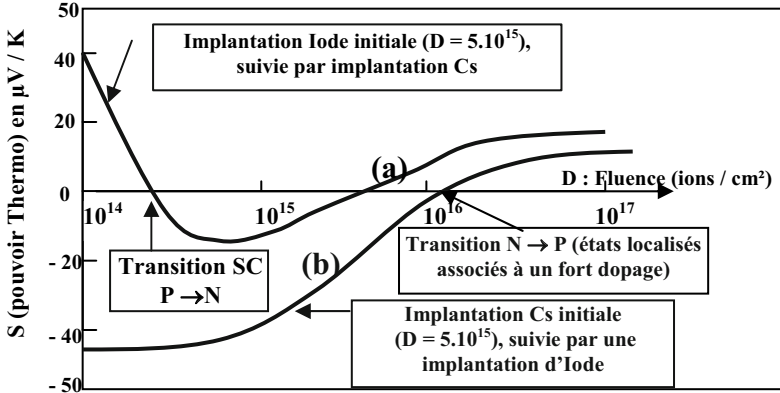 S (pouvoir Thermo) en µV / K
50
40
20
0
- 20
- 40
- 50
Implantation Iode initiale (D = 5.10¹⁵),
suivie par implantation Cs
(a)
D : Fluence (ions / cm²)
10¹⁴
10¹⁵
10¹⁶
10¹⁷
Transition SC
P →N
(b)
Transition N → P (états localisés
associés à un fort dopage)
Implantation Cs initiale
(D = 5.10¹⁵), suivie par une
implantation d’Iode